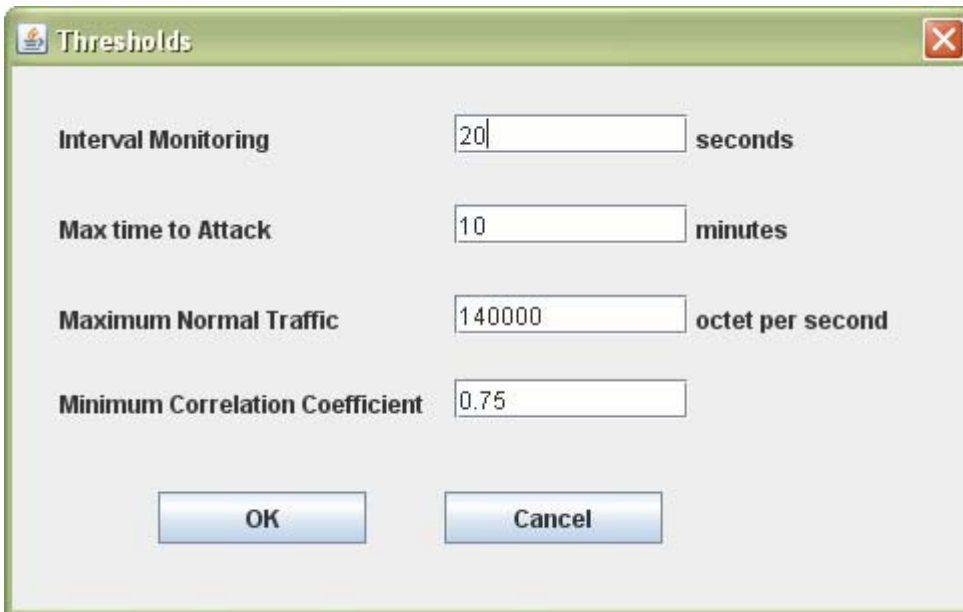 Thresholds
Interval Monitoring 20 seconds
Max time to Attack 10 minutes
Maximum Normal Traffic 140000 octet per second
Minimum Correlation Coefficient 0.75
OK Cancel